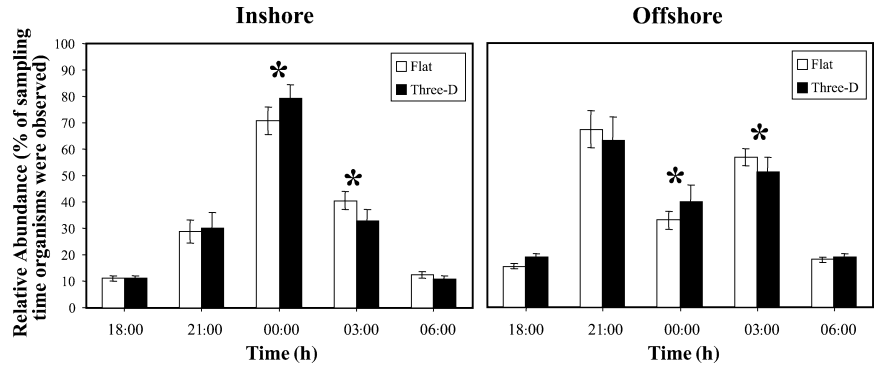 Inshore
Offshore
Relative Abundance (% of sampling
time organisms were observed)
100
90
80
70
60
50
40
30
20
10
0
Flat
Three-D
*
*
18:00 21:00 00:00 03:00 06:00
Time (h)
Flat
Three-D
*
*
18:00 21:00 00:00 03:00 06:00
Time (h)